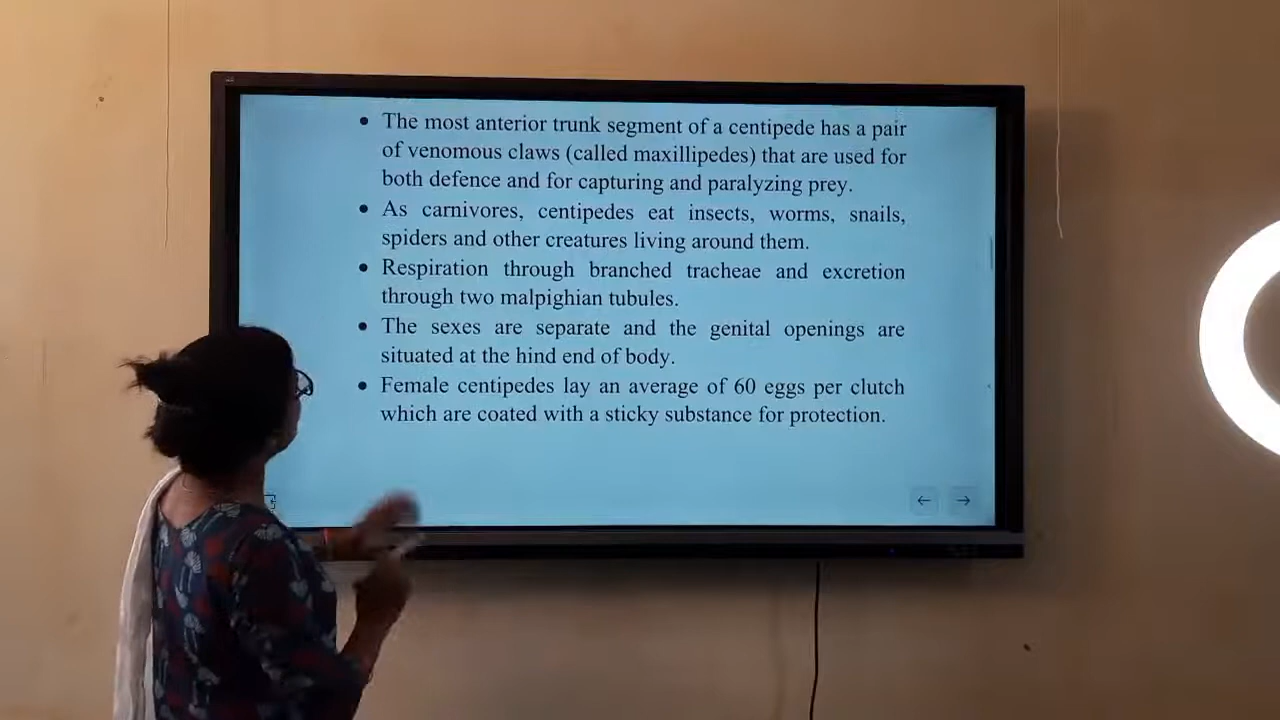 • The most anterior trunk segment of a centipede has a pair
of venomous claws (called maxillipedes) that are used for
both defence and for capturing and paralyzing prey.
• As carnivores, centipedes eat insects, worms, snails,
spiders and other creatures living around them.
• Respiration through branched tracheae and excretion
through two malpighian tubules.
• The sexes are separate and the genital openings are
situated at the hind end of body.
• Female centipedes lay an average of 60 eggs per clutch
which are coated with a sticky substance for protection.